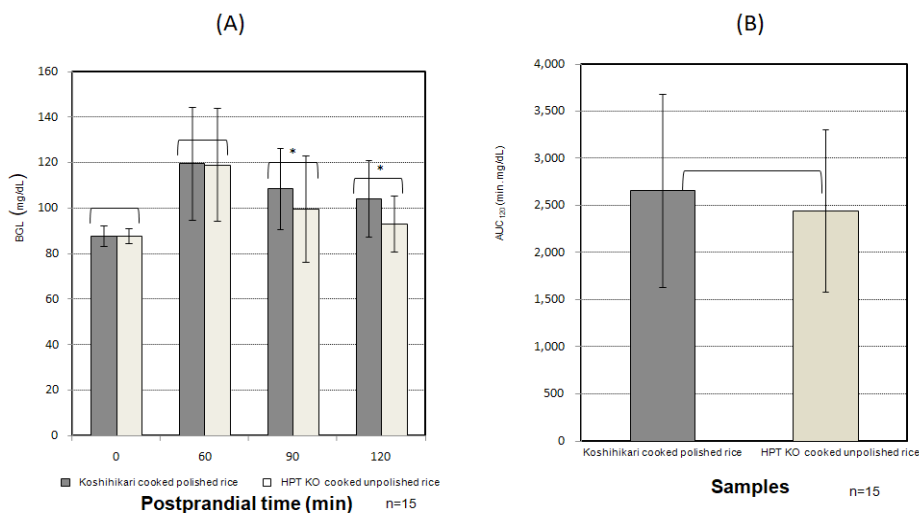 (A)
160
140
120
100
80
60
40
20
0
BGL (mg/dL)
*
*
0 60 90 120
Koshihikari cooked polished rice HPT KO cooked unpolished rice
Postprandial time (min) n=15
(B)
4,000
3,500
3,000
2,500
2,000
1,500
1,000
500
0
AUC120 (min.mg/dL)
Koshihikari cooked polished rice HPT KO cooked unpolished rice
Samples n=15